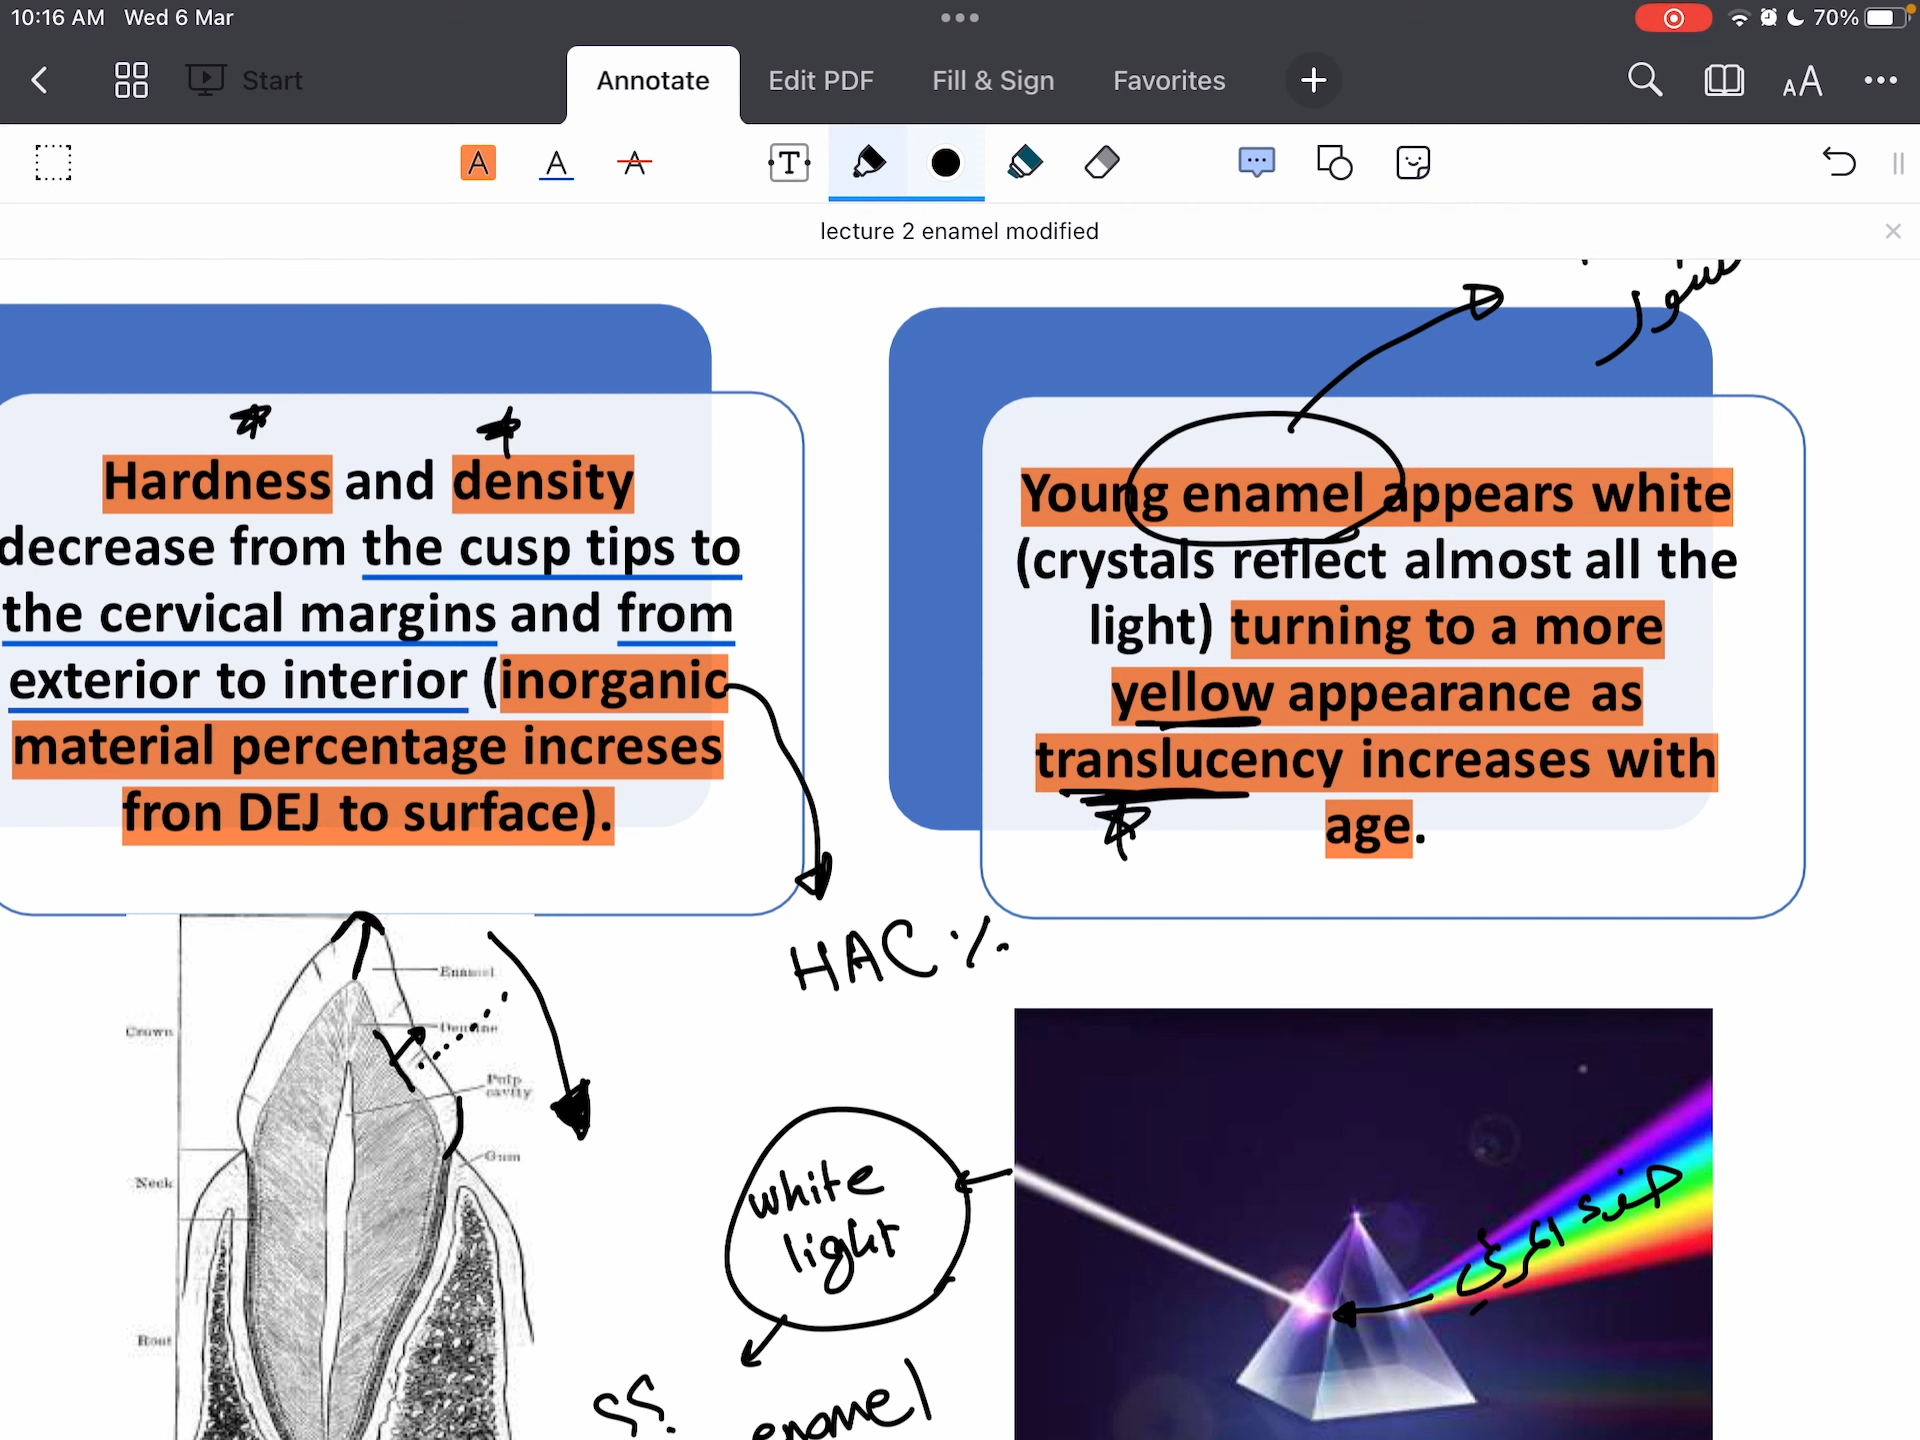 10:16 AM Wed 6 Mar
70%
Start
Annotate
Edit PDF
Fill & Sign
Favorites
lecture 2 enamel modified
Hardness and density
decrease from the cusp tips to
the cervical margins and from
exterior to interior (inorganic
material percentage increses
fron DEJ to surface).
Young enamel appears white
(crystals reflect almost all the
light) turning to a more
yellow appearance as
translucency increases with
age.
HAC ٪
Enamel
Crown
Dentine
Pulp
cavity
Gum
Neck
Root
white
light
؟؟
enamel